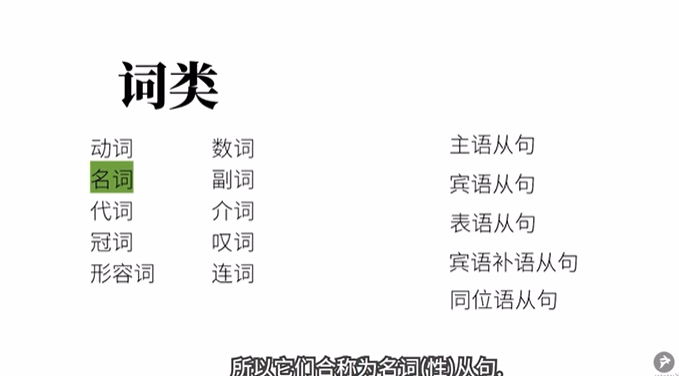 词类
动词
名词
代词
冠词
形容词
数词
副词
介词
叹词
连词
主语从句
宾语从句
表语从句
宾语补语从句
同位语从句
所以它们合称为名词(性)从句,